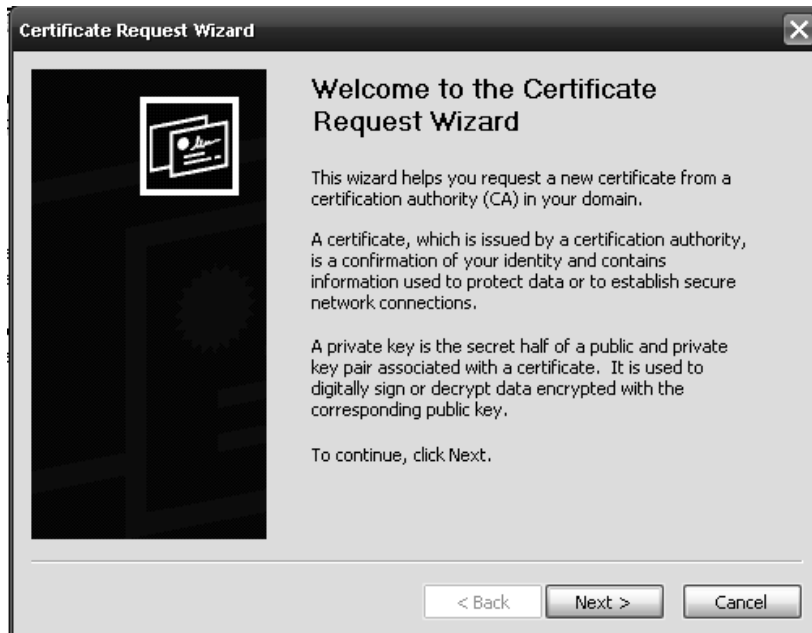 Certificate Request Wizard
Welcome to the Certificate
Request Wizard
This wizard helps you request a new certificate from a
certification authority (CA) in your domain.
A certificate, which is issued by a certification authority,
is a confirmation of your identity and contains
information used to protect data or to establish secure
network connections.
A private key is the secret half of a public and private
key pair associated with a certificate.  It is used to
digitally sign or decrypt data encrypted with the
corresponding public key.
To continue, click Next.
< Back
Next >
Cancel